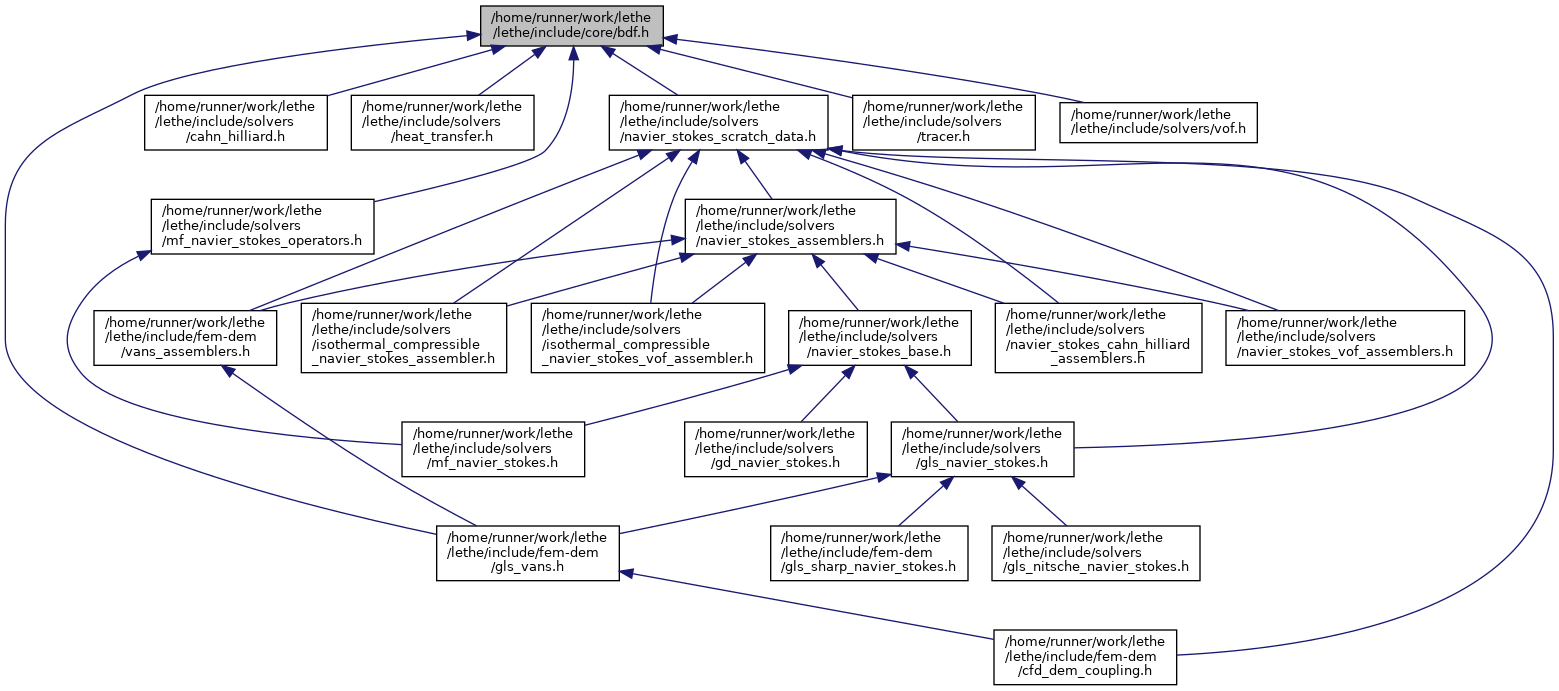 /home/runner/work/lethe
/lethe/include/core/bdf.h
/home/runner/work/lethe
/lethe/include/solvers
/cahn_hilliard.h
/home/runner/work/lethe
/lethe/include/solvers
/heat_transfer.h
/home/runner/work/lethe
/lethe/include/solvers
/navier_stokes_scratch_data.h
/home/runner/work/lethe
/lethe/include/solvers
/tracer.h
/home/runner/work/lethe
/lethe/include/solvers/vof.h
/home/runner/work/lethe
/lethe/include/solvers
/mf_navier_stokes_operators.h
/home/runner/work/lethe
/lethe/include/solvers
/navier_stokes_assemblers.h
/home/runner/work/lethe
/lethe/include/fem-dem
/vans_assemblers.h
/home/runner/work/lethe
/lethe/include/solvers
/isothermal_compressible
_navier_stokes_assembler.h
/home/runner/work/lethe
/lethe/include/solvers
/isothermal_compressible
_navier_stokes_vof_assembler.h
/home/runner/work/lethe
/lethe/include/solvers
/navier_stokes_base.h
/home/runner/work/lethe
/lethe/include/solvers
/navier_stokes_cahn_hilliard
_assemblers.h
/home/runner/work/lethe
/lethe/include/solvers
/navier_stokes_vof_assemblers.h
/home/runner/work/lethe
/lethe/include/solvers
/mf_navier_stokes.h
/home/runner/work/lethe
/lethe/include/solvers
/gd_navier_stokes.h
/home/runner/work/lethe
/lethe/include/solvers
/gls_navier_stokes.h
/home/runner/work/lethe
/lethe/include/fem-dem
/gls_vans.h
/home/runner/work/lethe
/lethe/include/fem-dem
/gls_sharp_navier_stokes.h
/home/runner/work/lethe
/lethe/include/solvers
/gls_nitsche_navier_stokes.h
/home/runner/work/lethe
/lethe/include/fem-dem
/cfd_dem_coupling.h